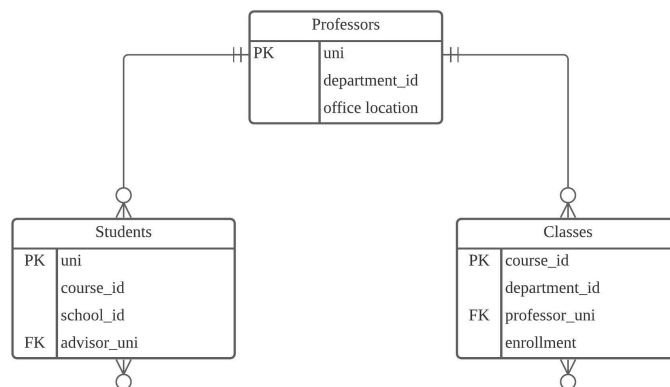 Professors
PK uni
department_id
office location
Students
PK uni
course_id
school_id
FK advisor_uni
Classes
PK course_id
department_id
FK professor_uni
enrollment